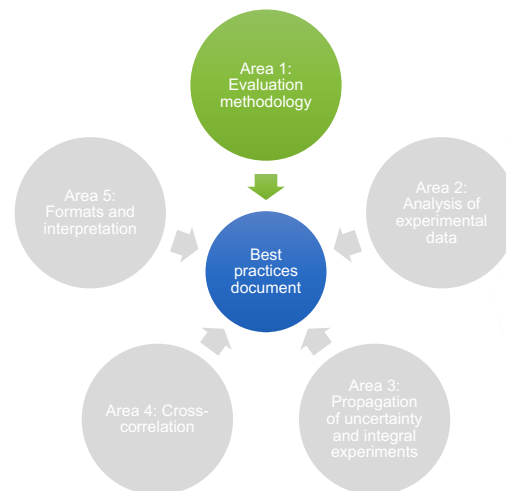 Area 1:
Evaluation
methodology
Area 5:
Formats and
interpretation
Area 2:
Analysis of
experimental
data
Best
practices
document
Area 4: Cross-
correlation
Area 3:
Propagation
of uncertainty
and integral
experiments